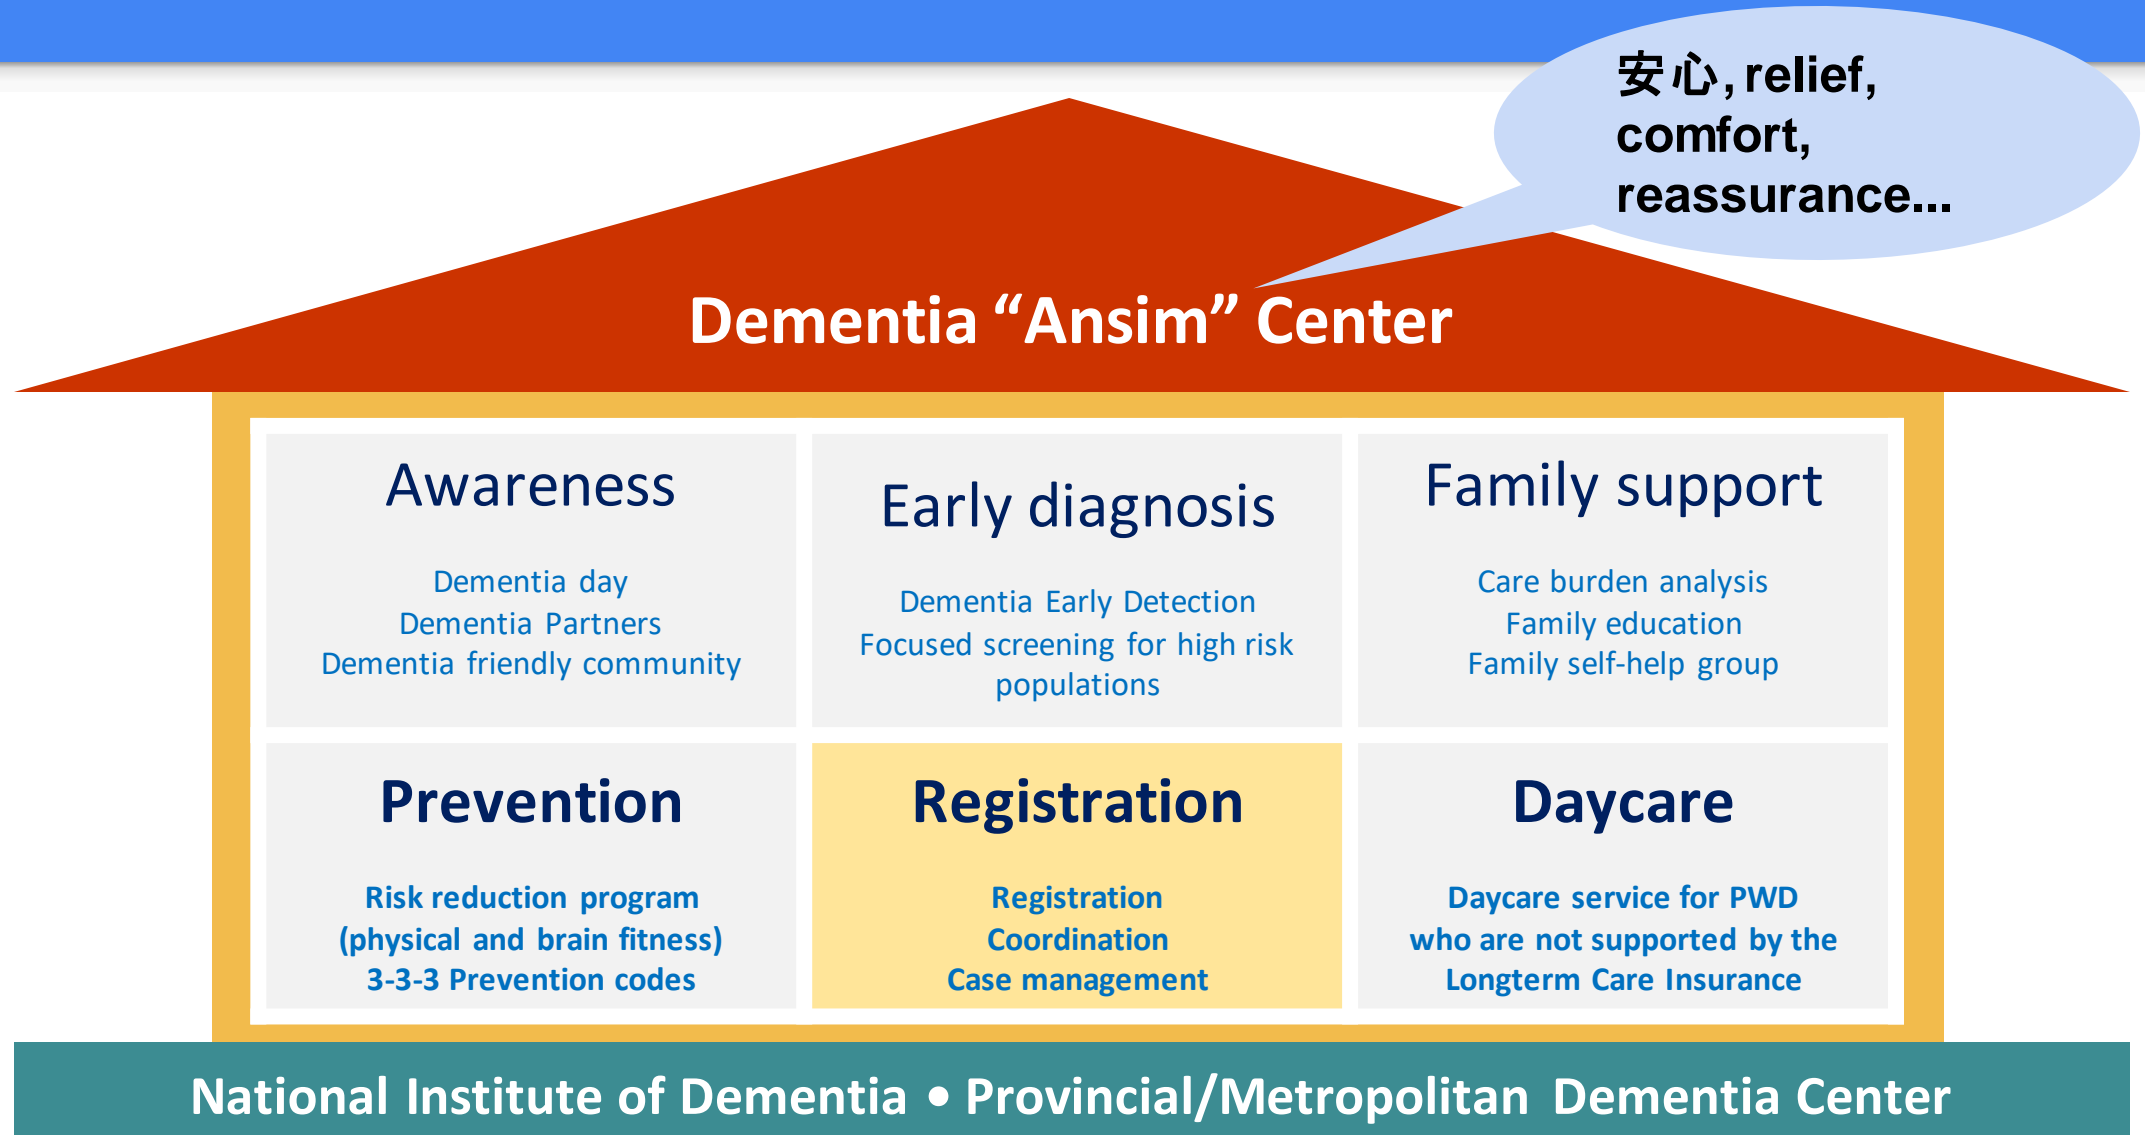 安心, relief,
comfort,
reassurance...
Dementia “Ansim” Center
Awareness
Dementia day
Dementia Partners
Dementia friendly community
Early diagnosis
Dementia Early Detection
Focused screening for high risk
populations
Family support
Care burden analysis
Family education
Family self-help group
Prevention
Risk reduction program
(physical and brain fitness)
3-3-3 Prevention codes
Registration
Registration
Coordination
Case management
Daycare
Daycare service for PWD
who are not supported by the
Longterm Care Insurance
National Institute of Dementia • Provincial/Metropolitan Dementia Center